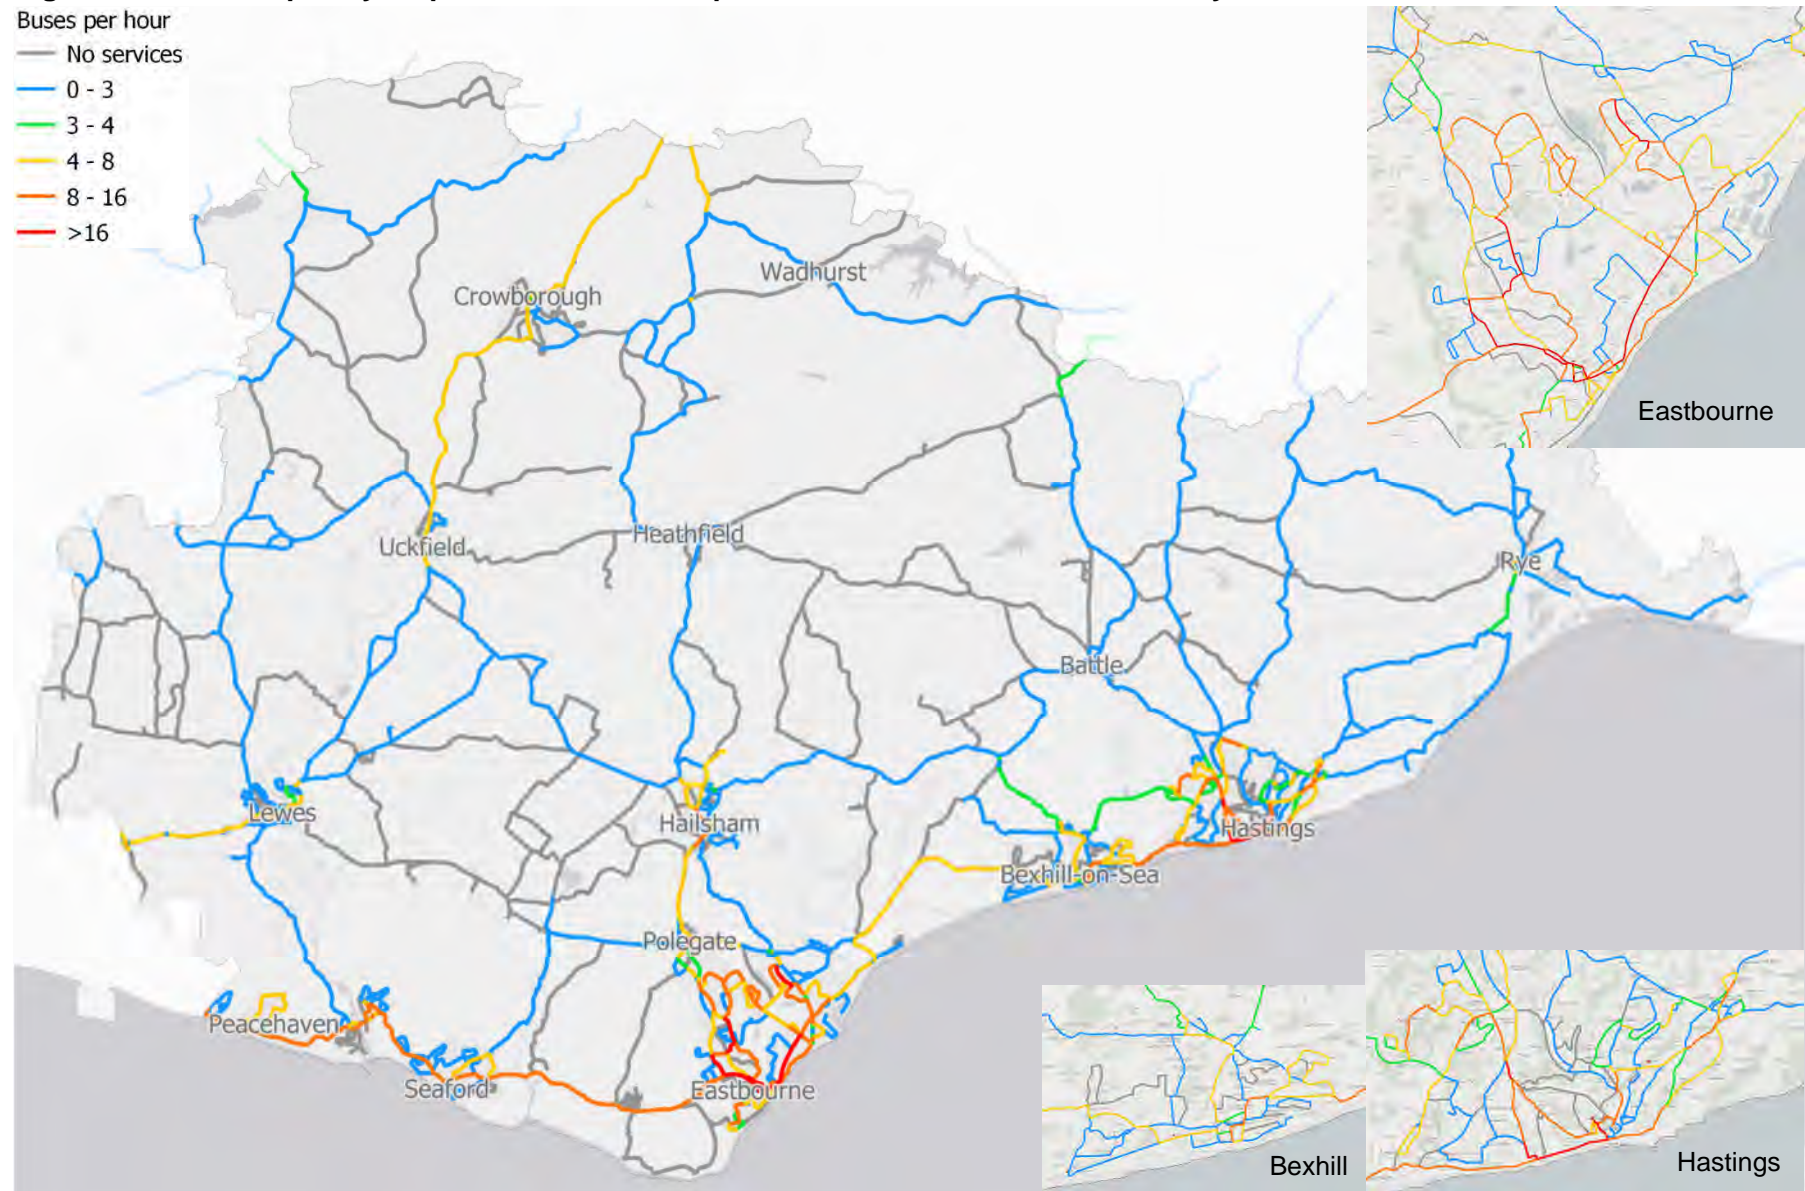 Buses per hour
No services
0 - 3
3 - 4
4 - 8
8 - 16
>16
Eastbourne
Wadhurst
Crowborough
Uckfield
Heathfield
Rye
Battle
Lewes
Hailsham
Hastings
Bexhill-on-Sea
Polegate
Peacehaven
Seaford
Eastbourne
Bexhill
Hastings